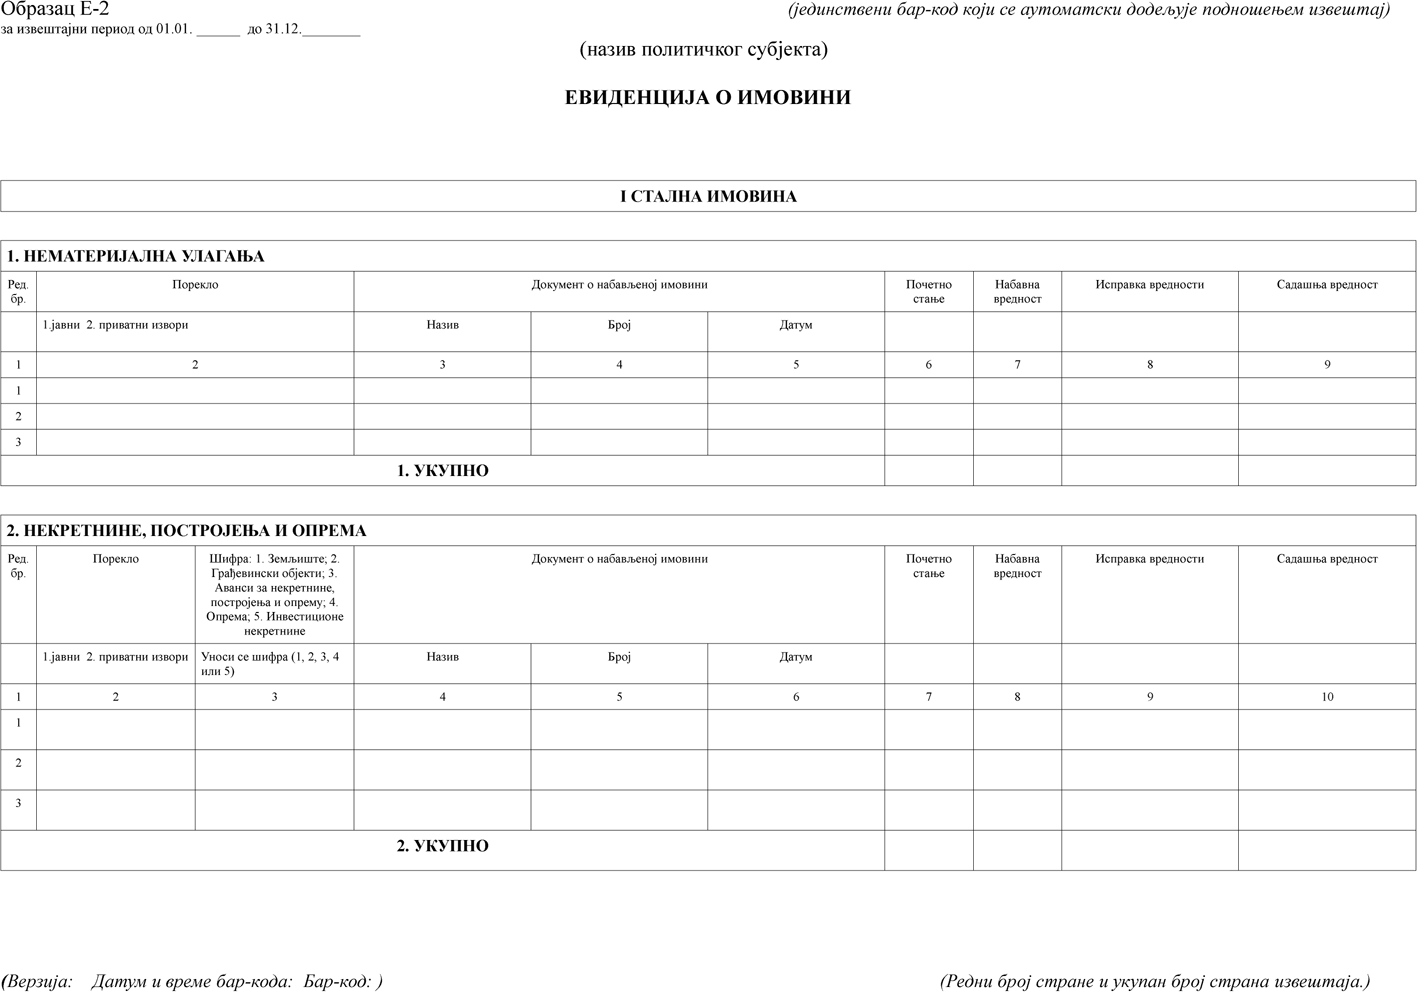 Образац Е-2
(јединствени бар-код који се аутоматски додељује подношењем извештај)
за извештајни период од 01.01. ______ до 31.12.________
(назив политичког субјекта)
ЕВИДЕНЦИЈА О ИМОВИНИ
I СТАЛНА ИМОВИНА
1. НЕМАТЕРИЈАЛНА УЛАГАЊА
Ред. бр. Порекло Документ о набављеној имовини Почетно стање Набавна вредност Исправка вредности Садашња вредност
1.јавни 2. приватни извори Назив Број Датум
1 2 3 4 5 6 7 8 9
1
2
3
1. УКУПНО
2. НЕКРЕТНИНЕ, ПОСТРОЈЕЊА И ОПРЕМА
Ред. бр. Порекло Шифра: 1. Земљиште; 2. Грађевински објекти; 3. Аванси за некретнине, постројења и опрему; 4. Опрема; 5. Инвестиционе некретнине Документ о набављеној имовини Почетно стање Набавна вредност Исправка вредности Садашња вредност
1.јавни 2. приватни извори Уноси се шифра (1, 2, 3, 4 или 5) Назив Број Датум
1 2 3 4 5 6 7 8 9 10
1
2
3
2. УКУПНО
(Верзија: Датум и време бар-кода: Бар-код: )
(Редни број стране и укупан број страна извештаја.)